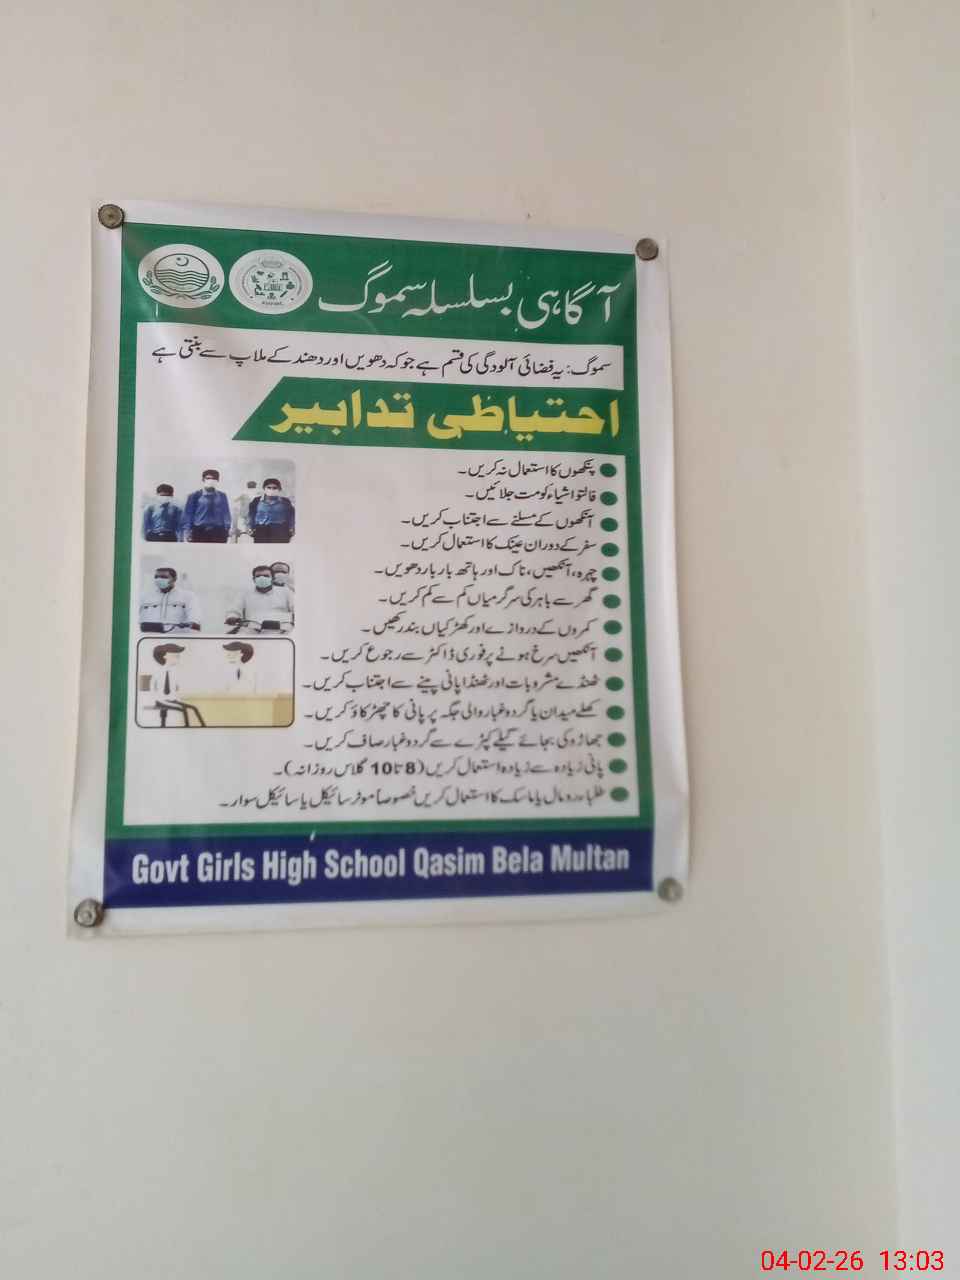 آگاہی بسلسلہ سموگ
سموگ: یہ فضائی آلودگی کی قسم ہے جو کہ دھویں اور دھند کے ملاپ سے بنتی ہے
احتیاطی تدابیر
پنکھوں کا استعمال نہ کریں۔
فالتو اشیاء کو مت جلائیں۔
آنکھوں کے مسلنے سے اجتناب کریں۔
سفر کے دوران عینک کا استعمال کریں۔
چہرہ، آنکھیں، ناک اور ہاتھ بار بار دھویں۔
گھر سے باہر کی سرگرمیاں کم سے کم کریں۔
کمروں کے دروازے اور کھڑکیاں بند رکھیں۔
آنکھیں سرخ ہونے پر فوری ڈاکٹر سے رجوع کریں۔
ٹھنڈے مشروبات اور ٹھنڈا پانی پینے سے اجتناب کریں۔
کھلے میدان یا گردوغبار والی جگہ پر پانی کا چھڑکاؤ کریں۔
جھاڑو کی بجائے گیلے کپڑے سے گردوغبار صاف کریں۔
پانی زیادہ سے زیادہ استعمال کریں (8 تا 10 گلاس روزانہ)۔
طلباء رومال یا ماسک کا استعمال کریں خصوصاً موٹر سائیکل یا سائیکل سوار۔
Govt Girls High School Qasim Bela Multan
04-02-26 13:03